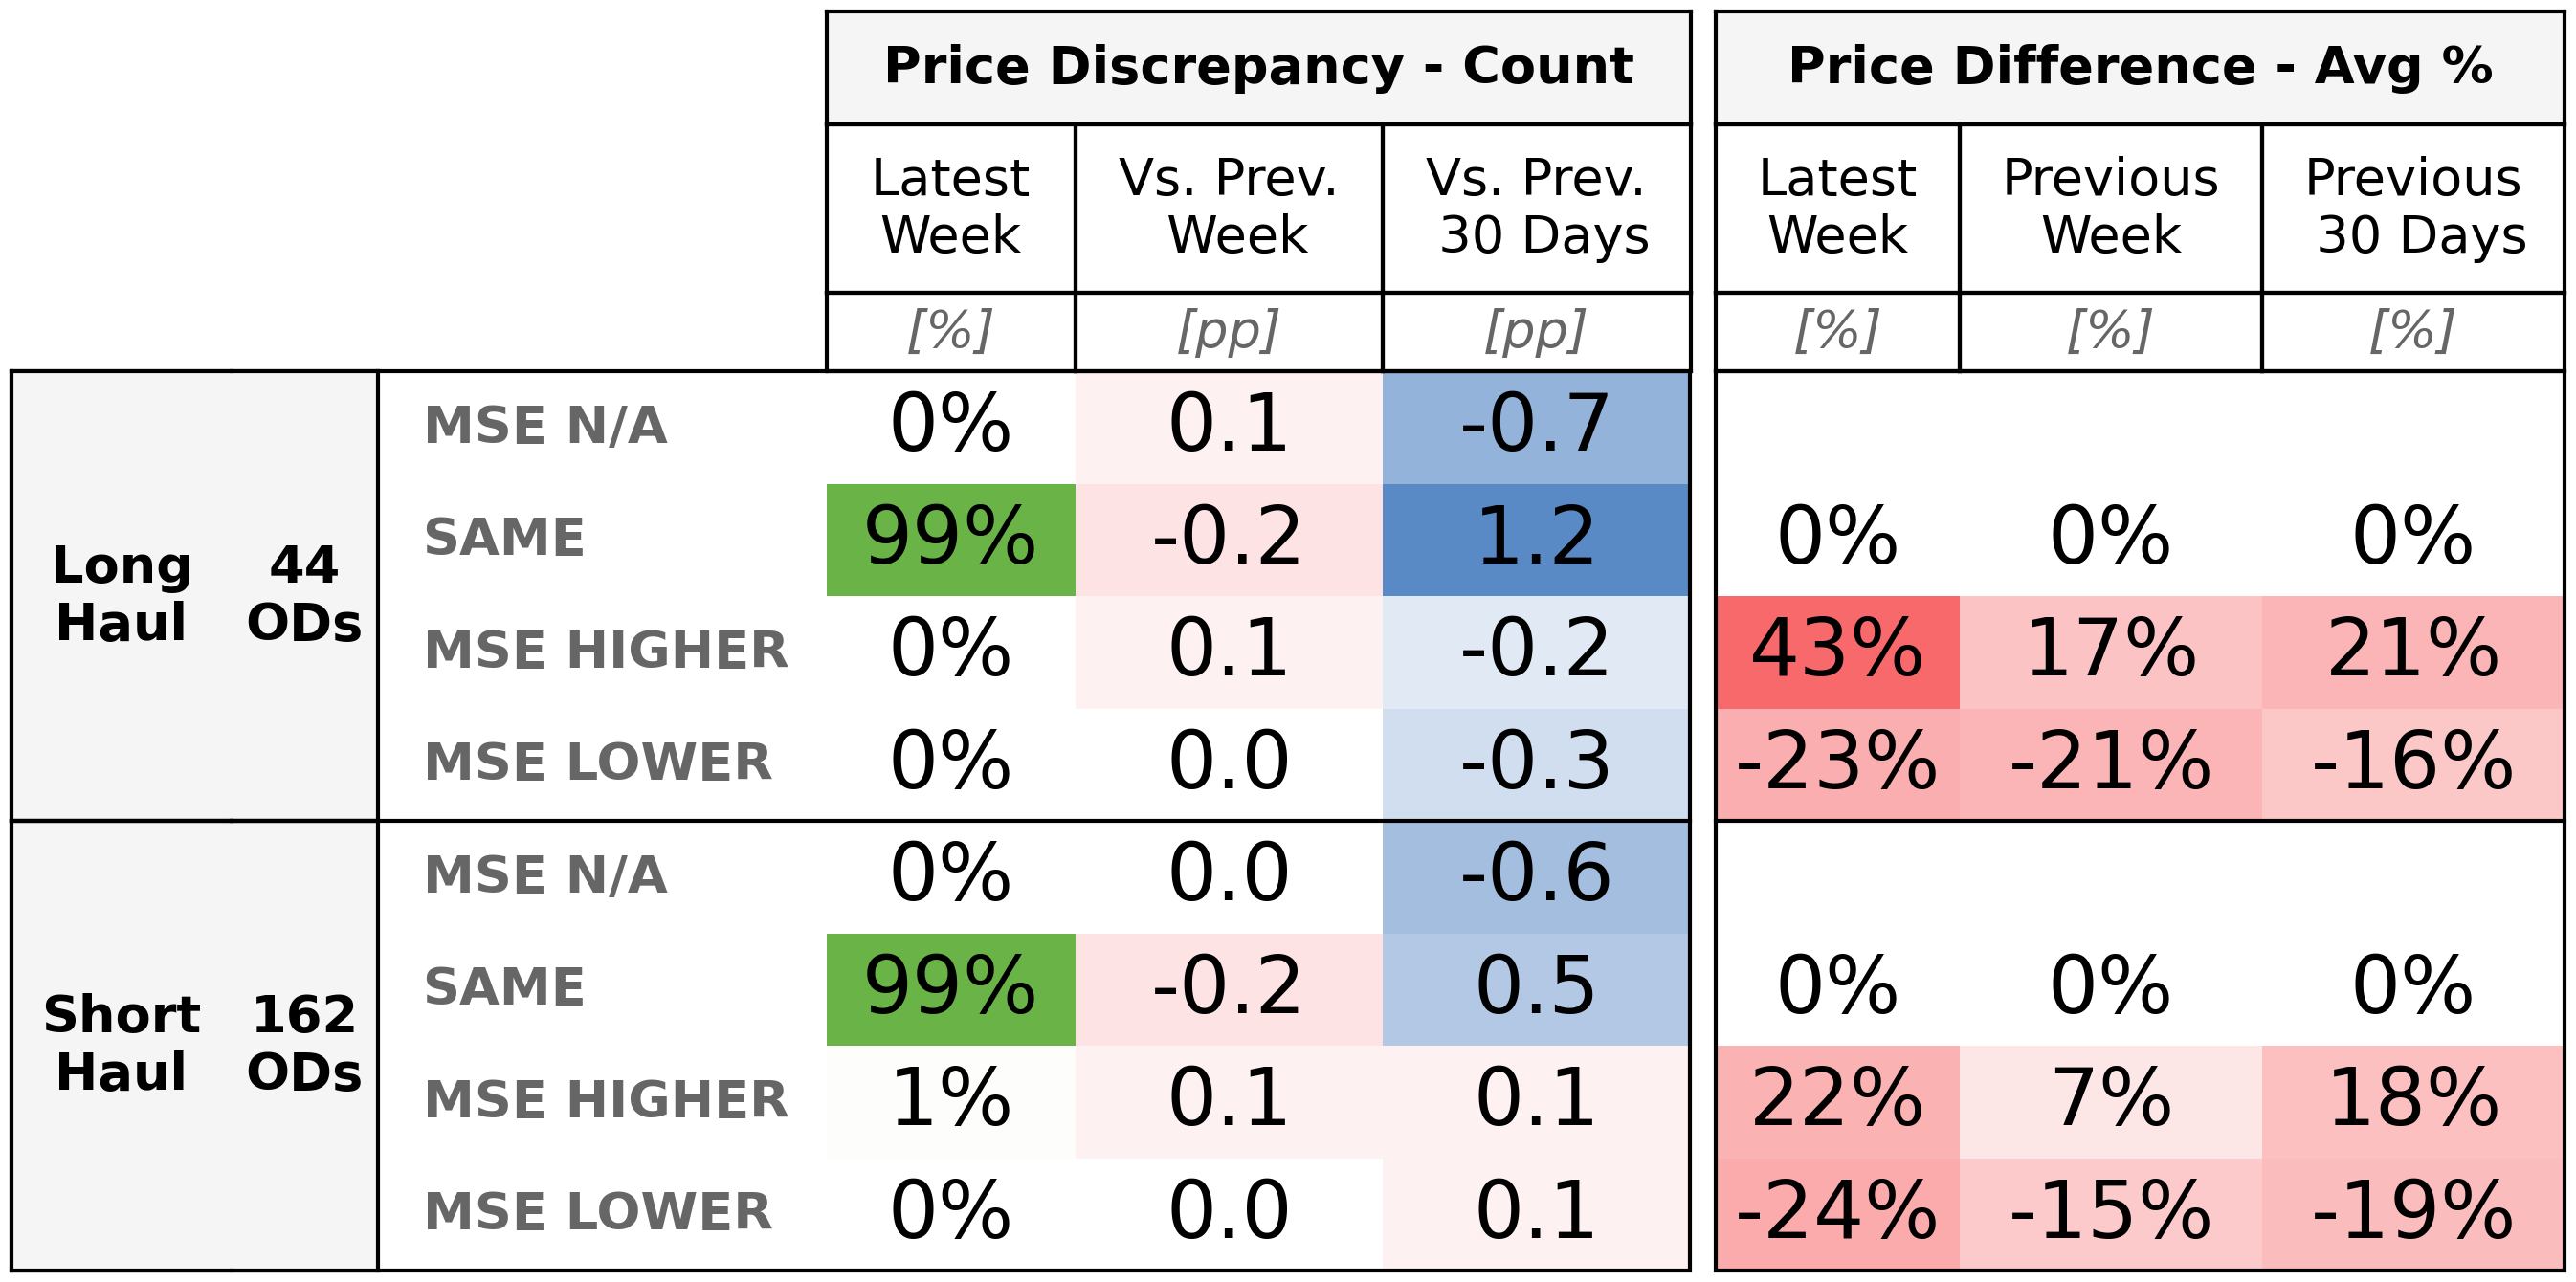 Price Discrepancy - Count Price Difference - Avg %
Latest Week Vs. Prev. Week Vs. Prev. 30 Days Latest Week Previous Week Previous 30 Days
[%] [pp] [pp] [%] [%] [%]
Long Haul 44 ODs
MSE N/A 0% 0.1 -0.7
SAME 99% -0.2 1.2 0% 0% 0%
MSE HIGHER 0% 0.1 -0.2 43% 17% 21%
MSE LOWER 0% 0.0 -0.3 -23% -21% -16%
Short Haul 162 ODs
MSE N/A 0% 0.0 -0.6
SAME 99% -0.2 0.5 0% 0% 0%
MSE HIGHER 1% 0.1 0.1 22% 7% 18%
MSE LOWER 0% 0.0 0.1 -24% -15% -19%